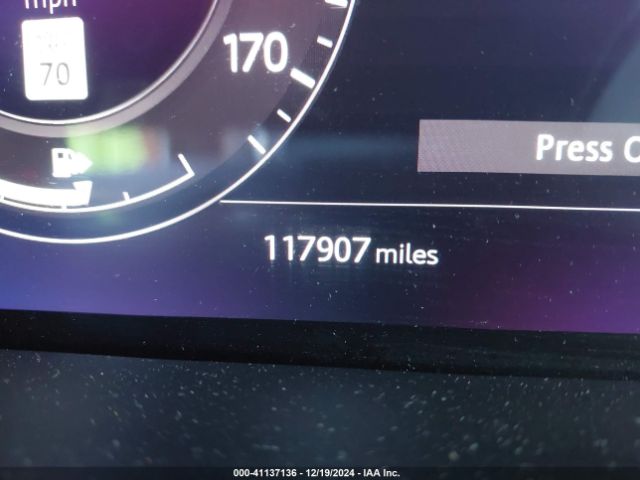 mph
70
170
Press
117907 miles
000-41137136 - 12/19/2024 - IAA Inc.